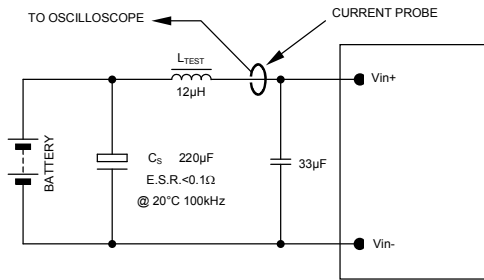 TO OSCILLOSCOPE
CURRENT PROBE
LTEST
12µH
Vin+
BATTERY
CS 220µF
E.S.R.<0.1Ω
@ 20°C 100kHz
33µF
Vin-